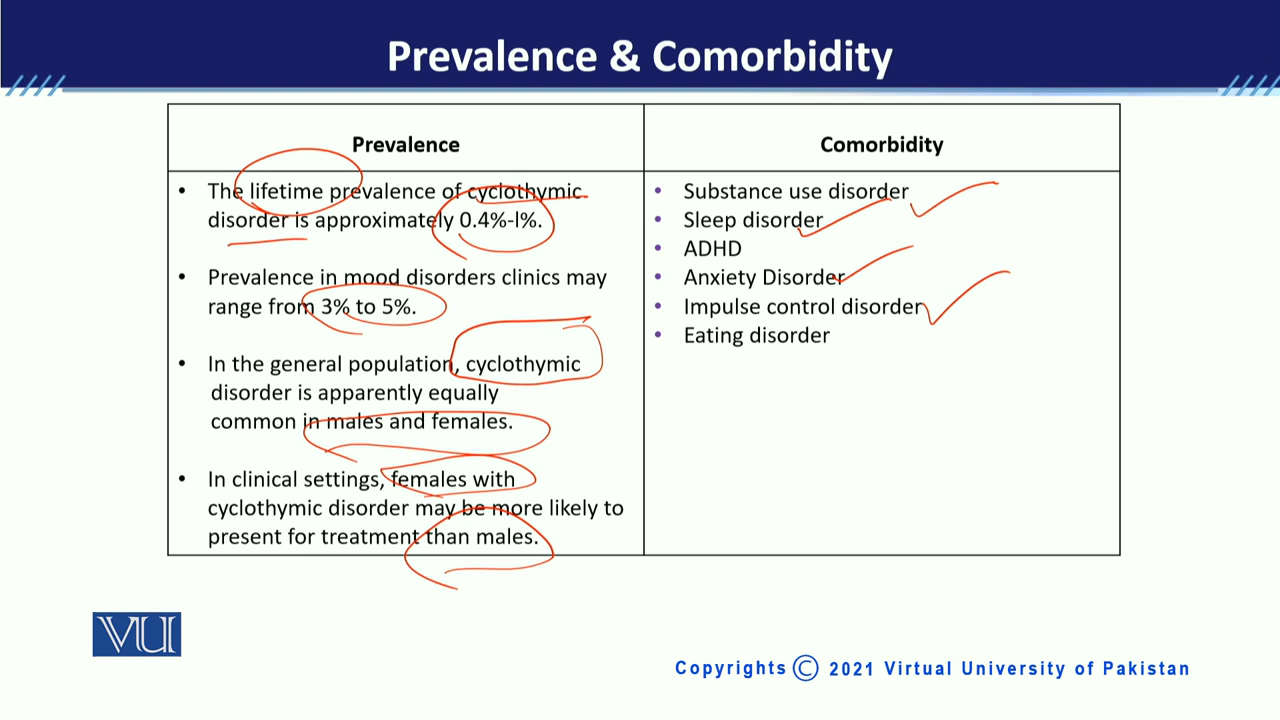 Prevalence & Comorbidity
Prevalence
• The lifetime prevalence of cyclothymic
disorder is approximately 0.4%-l%.
• Prevalence in mood disorders clinics may
range from 3% to 5%.
• In the general population, cyclothymic
disorder is apparently equally
common in males and females.
• In clinical settings, females with
cyclothymic disorder may be more likely to
present for treatment than males.
Comorbidity
• Substance use disorder
• Sleep disorder
• ADHD
• Anxiety Disorder
• Impulse control disorder
• Eating disorder
VU
Copyrights © 2021 Virtual University of Pakistan